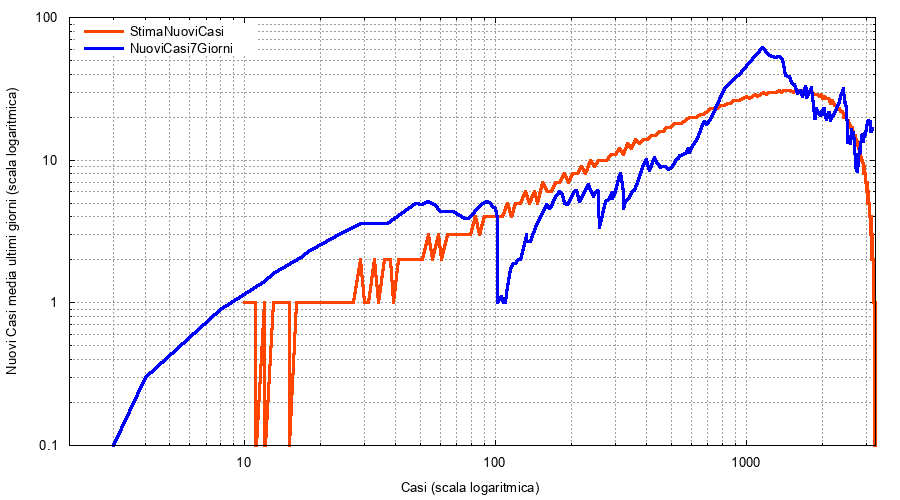 100
StimaNuoviCasi
NuoviCasi7Giorni
10
1
0.1
Nuovi Casi media ultimi giorni (scala logaritmica)
10 100 1000
Casi (scala logaritmica)